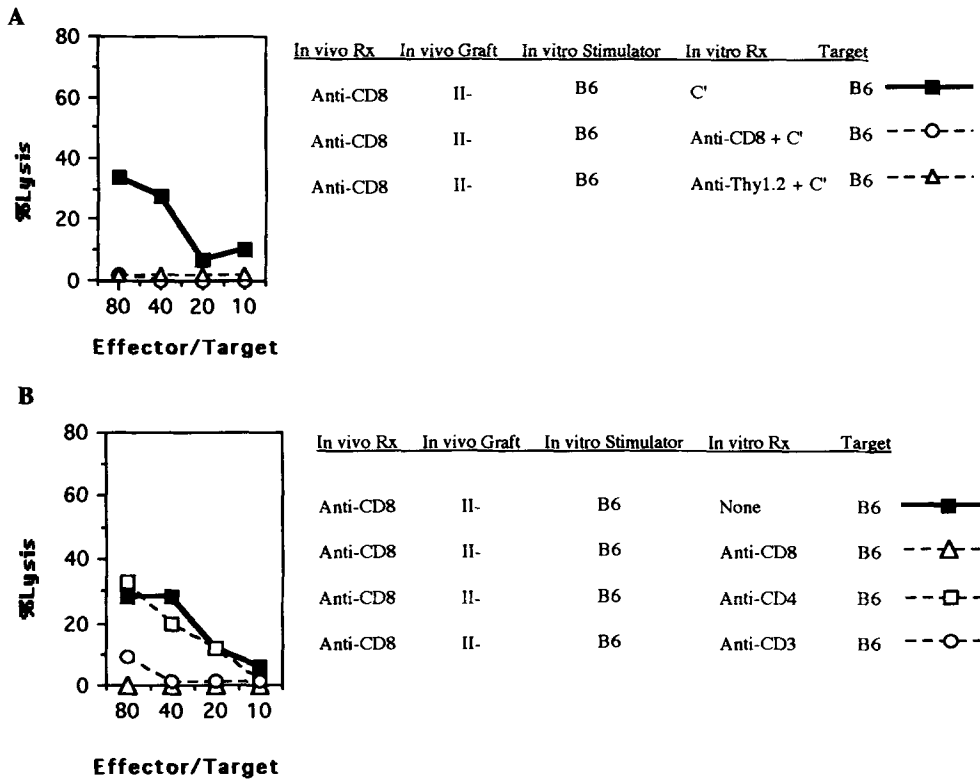 A
80
60
40
20
0
%Lysis
80 40 20 10
Effector/Target
In vivo Rx In vivo Graft In vitro Stimulator In vitro Rx Target
Anti-CD8 II- B6 C' B6
Anti-CD8 II- B6 Anti-CD8 + C' B6
Anti-CD8 II- B6 Anti-Thy1.2 + C' B6
B
80
60
40
20
0
%Lysis
80 40 20 10
Effector/Target
In vivo Rx In vivo Graft In vitro Stimulator In vitro Rx Target
Anti-CD8 II- B6 None B6
Anti-CD8 II- B6 Anti-CD8 B6
Anti-CD8 II- B6 Anti-CD4 B6
Anti-CD8 II- B6 Anti-CD3 B6